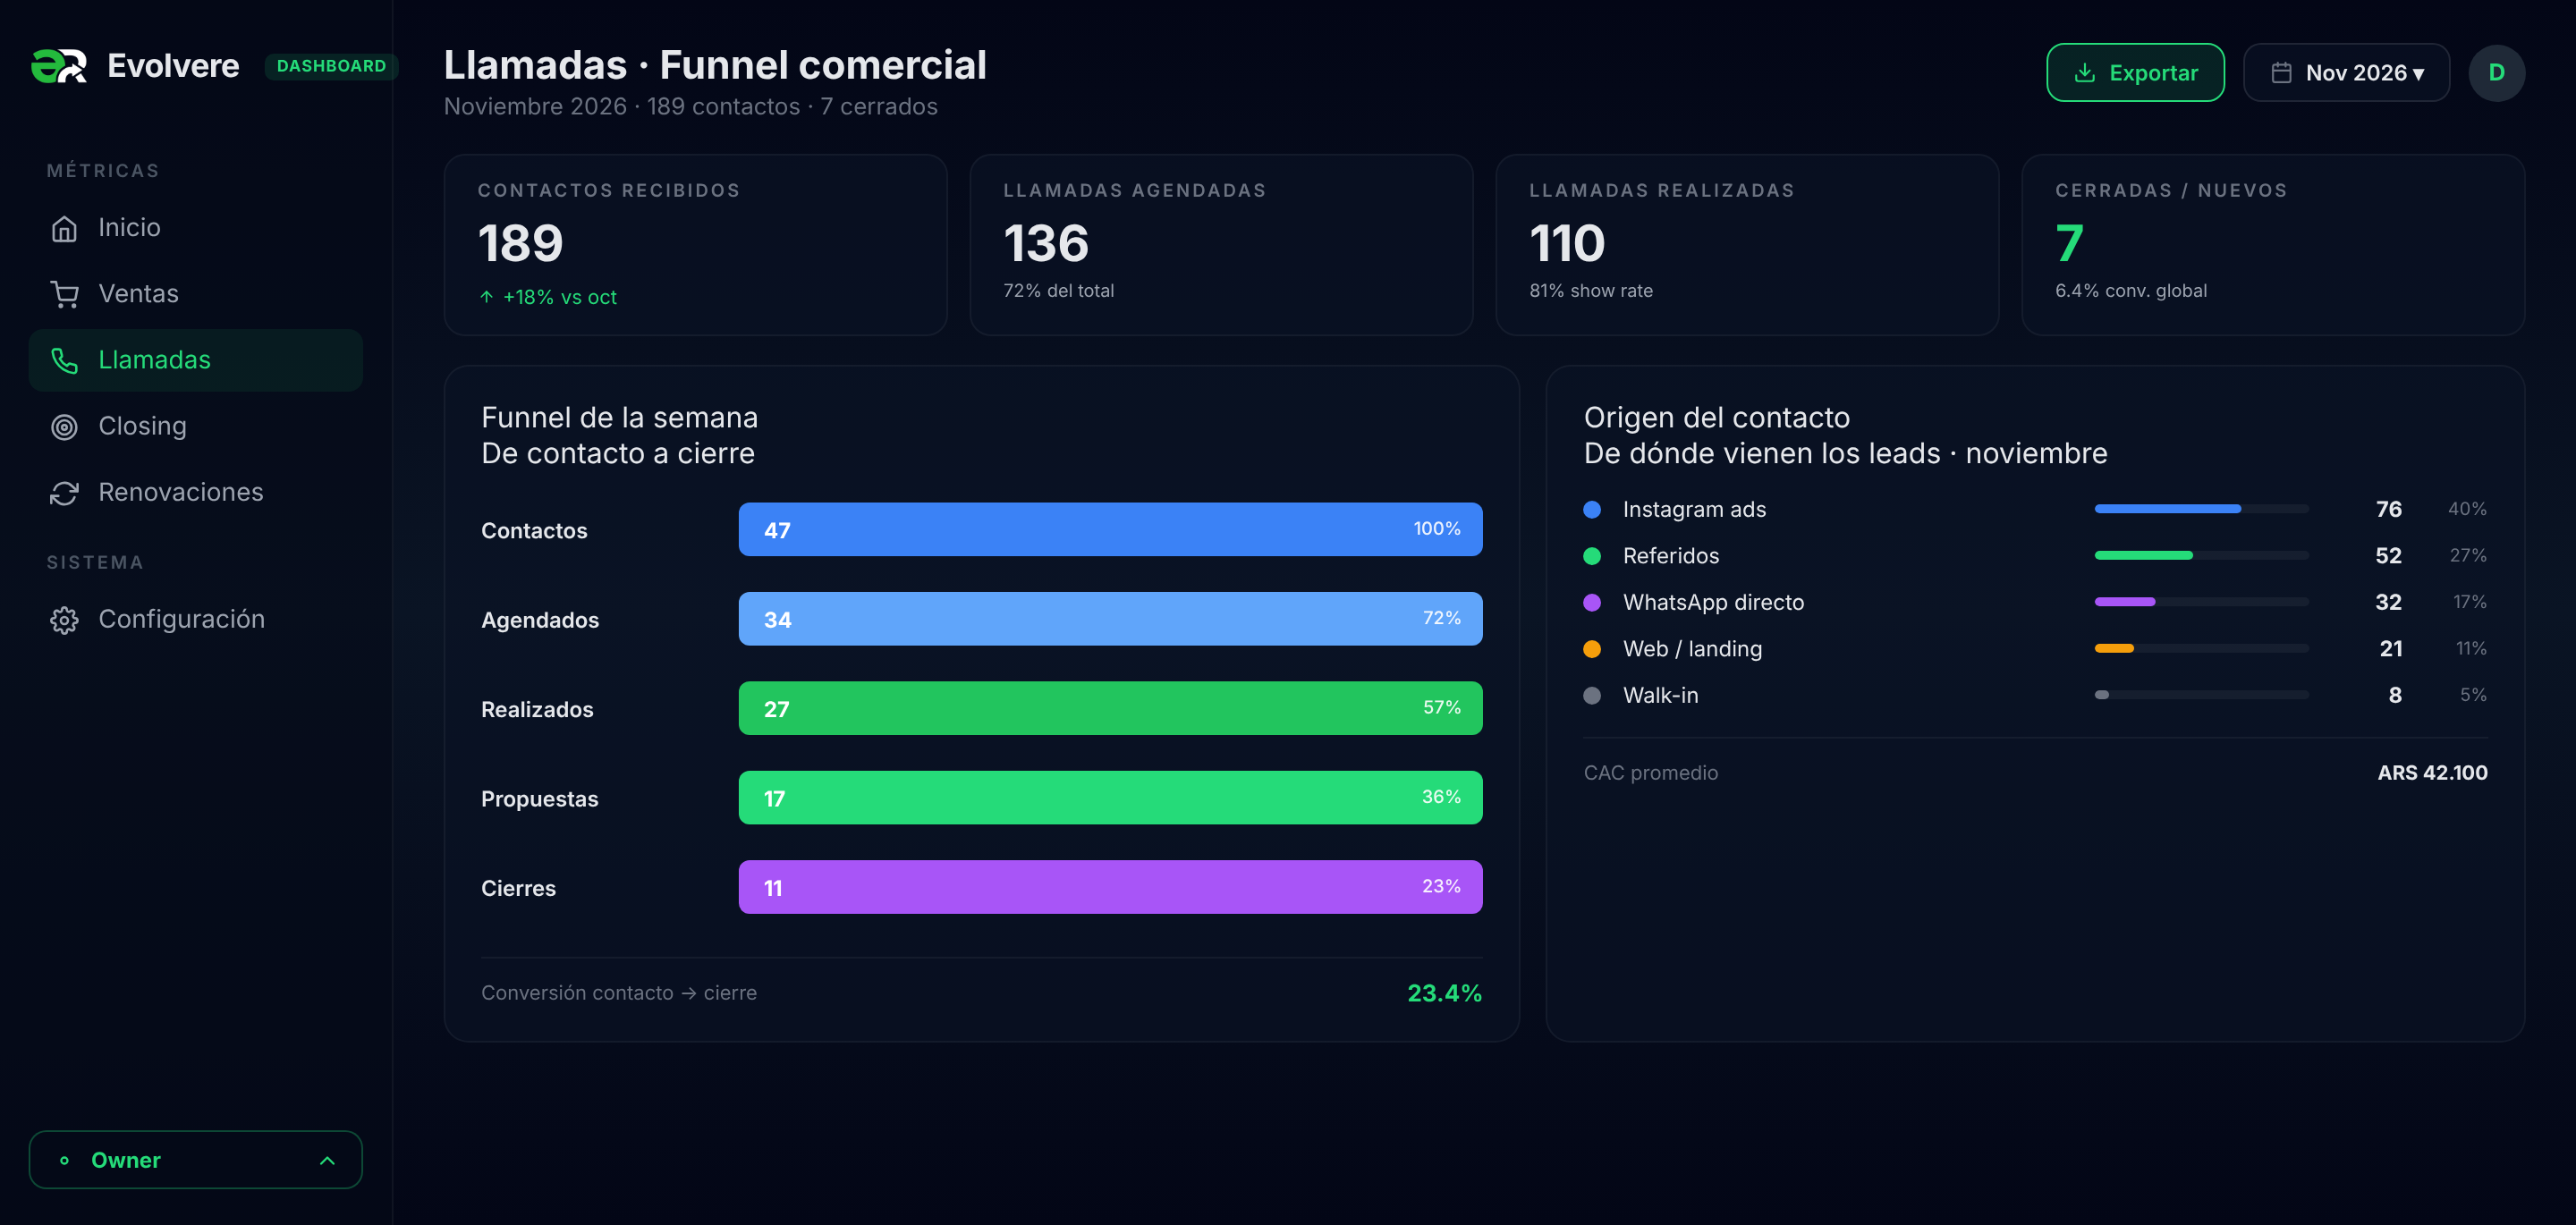 Evolvere DASHBOARD
MÉTRICAS
Inicio
Ventas
Llamadas
Closing
Renovaciones
SISTEMA
Configuración
Owner
Llamadas · Funnel comercial
Noviembre 2026 · 189 contactos · 7 cerrados
Exportar
Nov 2026 ▾
D
CONTACTOS RECIBIDOS
189
↑ +18% vs oct
LLAMADAS AGENDADAS
136
72% del total
LLAMADAS REALIZADAS
110
81% show rate
CERRADAS / NUEVOS
7
6.4% conv. global
Funnel de la semana
De contacto a cierre
Contactos 47 100%
Agendados 34 72%
Realizados 27 57%
Propuestas 17 36%
Cierres 11 23%
Conversión contacto → cierre 23.4%
Origen del contacto
De dónde vienen los leads · noviembre
Instagram ads 76 40%
Referidos 52 27%
WhatsApp directo 32 17%
Web / landing 21 11%
Walk-in 8 5%
CAC promedio ARS 42.100